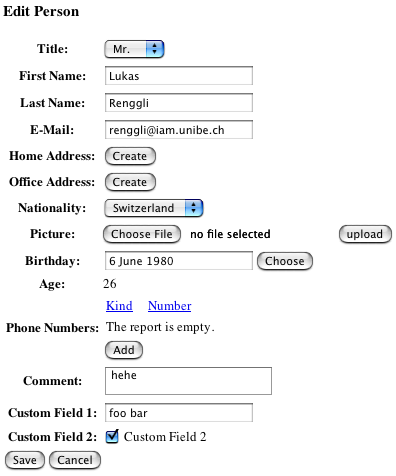 Edit Person
Title: Mr.
First Name: Lukas
Last Name: Renggli
E-Mail: renggli@iam.unibe.ch
Home Address: Create
Office Address: Create
Nationality: Switzerland
Picture: Choose File no file selected upload
Birthday: 6 June 1980 Choose
Age: 26
Kind Number
Phone Numbers: The report is empty.
Add
Comment: hehe
Custom Field 1: foo bar
Custom Field 2: Custom Field 2
Save Cancel